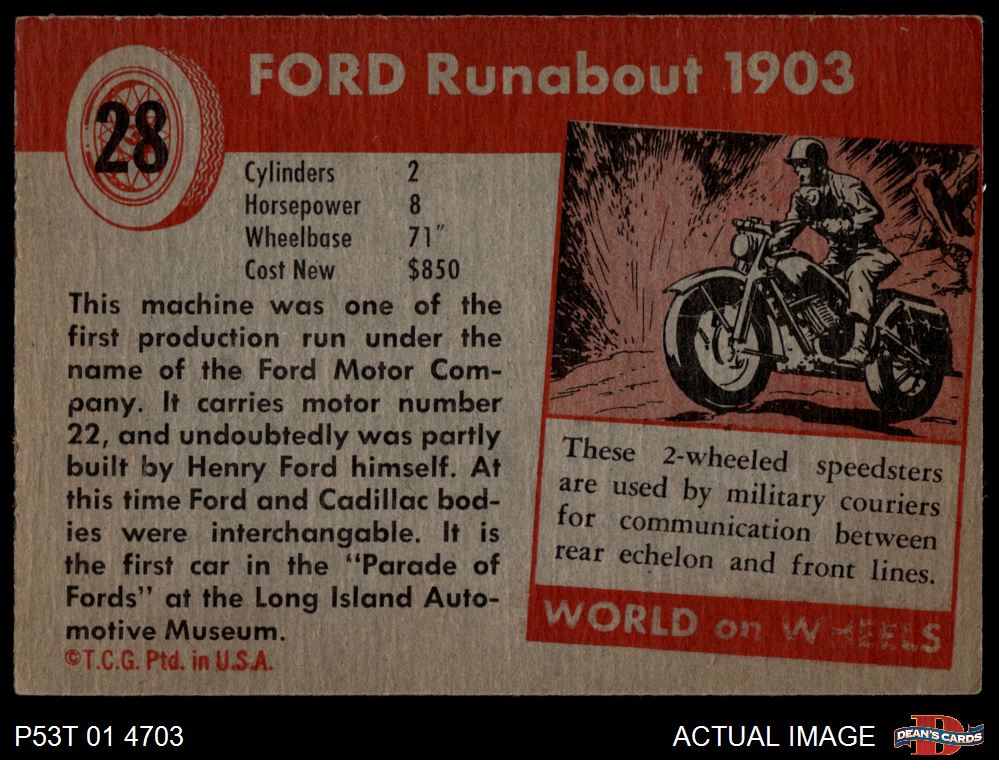 28
FORD Runabout 1903
Cylinders 2
Horsepower 8
Wheelbase 71"
Cost New $850
This machine was one of the
first production run under the
name of the Ford Motor Com-
pany. It carries motor number
22, and undoubtedly was partly
built by Henry Ford himself. At
this time Ford and Cadillac bod-
ies were interchangable. It is
the first car in the "Parade of
Fords" at the Long Island Auto-
motive Museum.
©T.C.G. Ptd. in U.S.A.
These 2-wheeled speedsters
are used by military couriers
for communication between
rear echelon and front lines.
WORLD on WHEELS
P53T 01 4703
ACTUAL IMAGE
D
DEAN'S CARDS